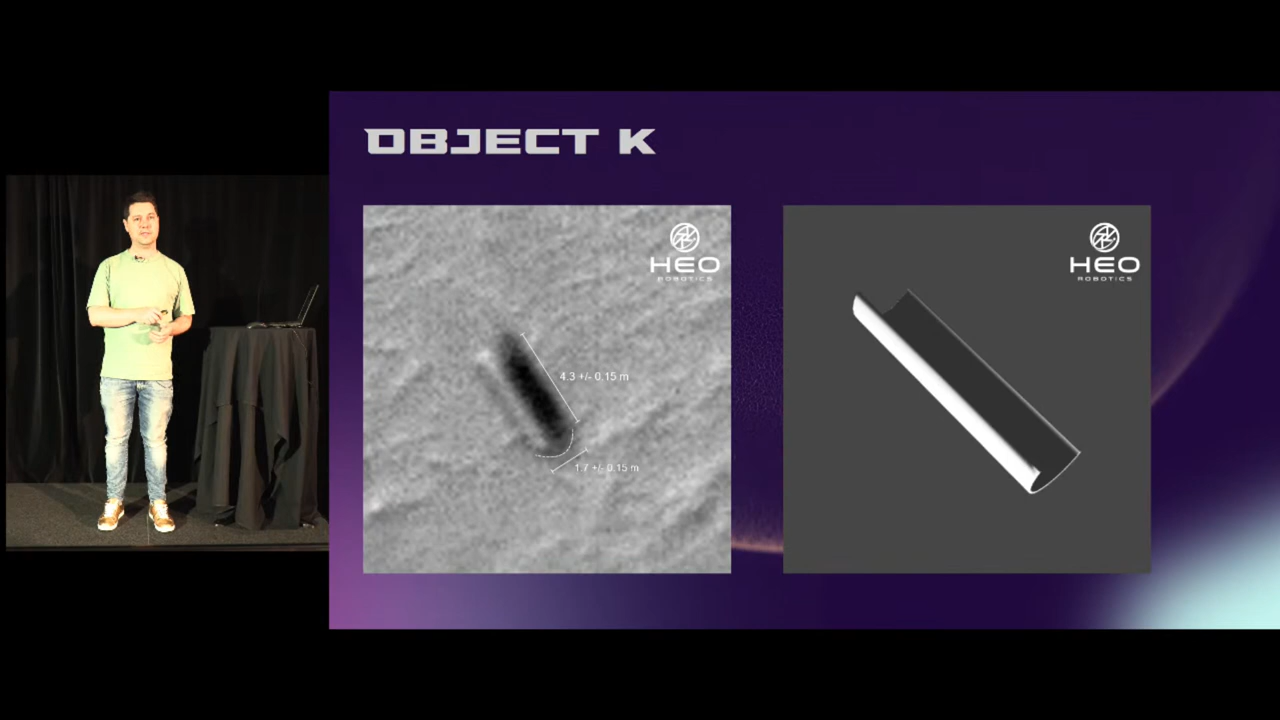 OBJECT K
HEO
ROBOTICS
4.3 +/- 0.15 m
1.7 +/- 0.15 m
HEO
ROBOTICS